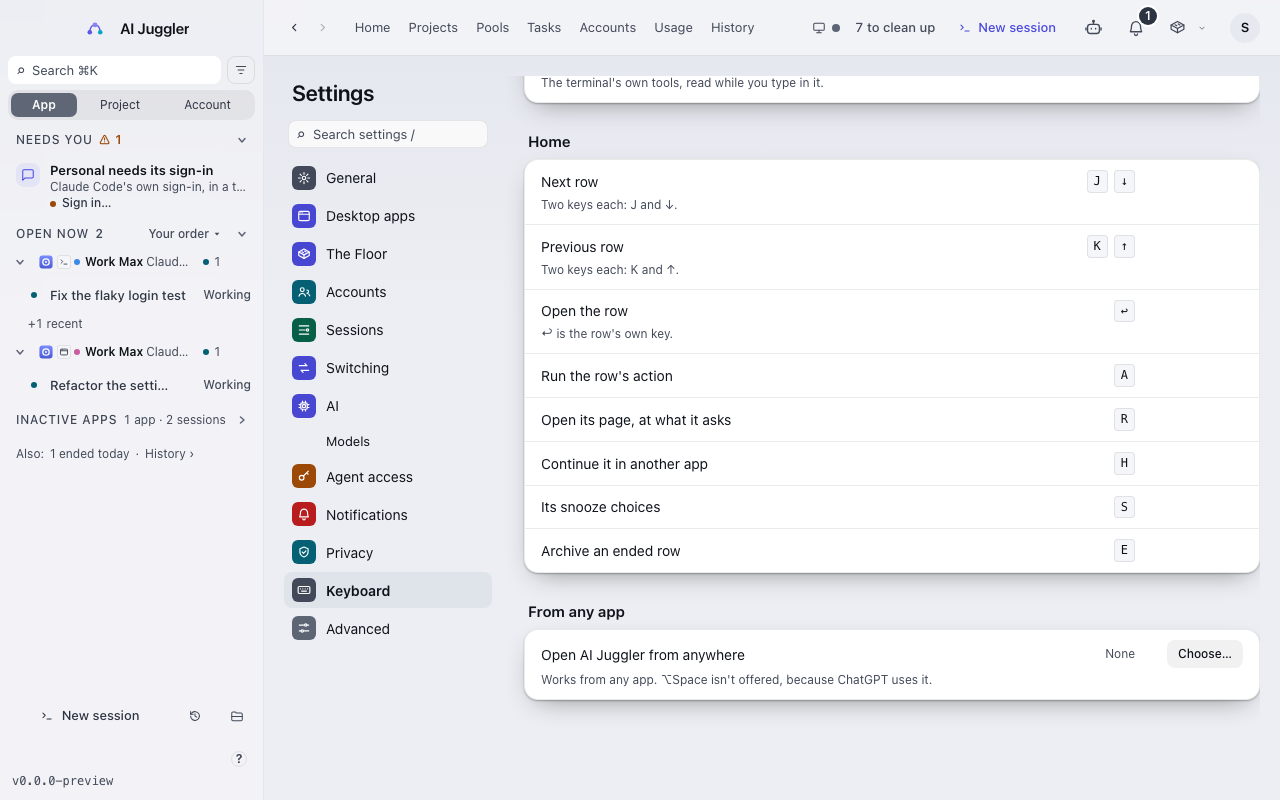 AI Juggler
Search ⌘K
App Project Account
NEEDS YOU 1
Personal needs its sign-in
Claude Code's own sign-in, in a t…
Sign in…
OPEN NOW 2 Your order
Work Max Claud… 1
Fix the flaky login test Working
+1 recent
Work Max Claud… 1
Refactor the setti… Working
INACTIVE APPS 1 app · 2 sessions
Also: 1 ended today · History ›
New session
?
v0.0.0-preview
Home Projects Pools Tasks Accounts Usage History
7 to clean up
New session
1
S
Settings
Search settings /
General
Desktop apps
The Floor
Accounts
Sessions
Switching
AI
Models
Agent access
Notifications
Privacy
Keyboard
Advanced
The terminal's own tools, read while you type in it.
Home
Next row J ↓
Two keys each: J and ↓.
Previous row K ↑
Two keys each: K and ↑.
Open the row ↩
↩ is the row's own key.
Run the row's action A
Open its page, at what it asks R
Continue it in another app H
Its snooze choices S
Archive an ended row E
From any app
Open AI Juggler from anywhere None Choose…
Works from any app. ⌥Space isn't offered, because ChatGPT uses it.